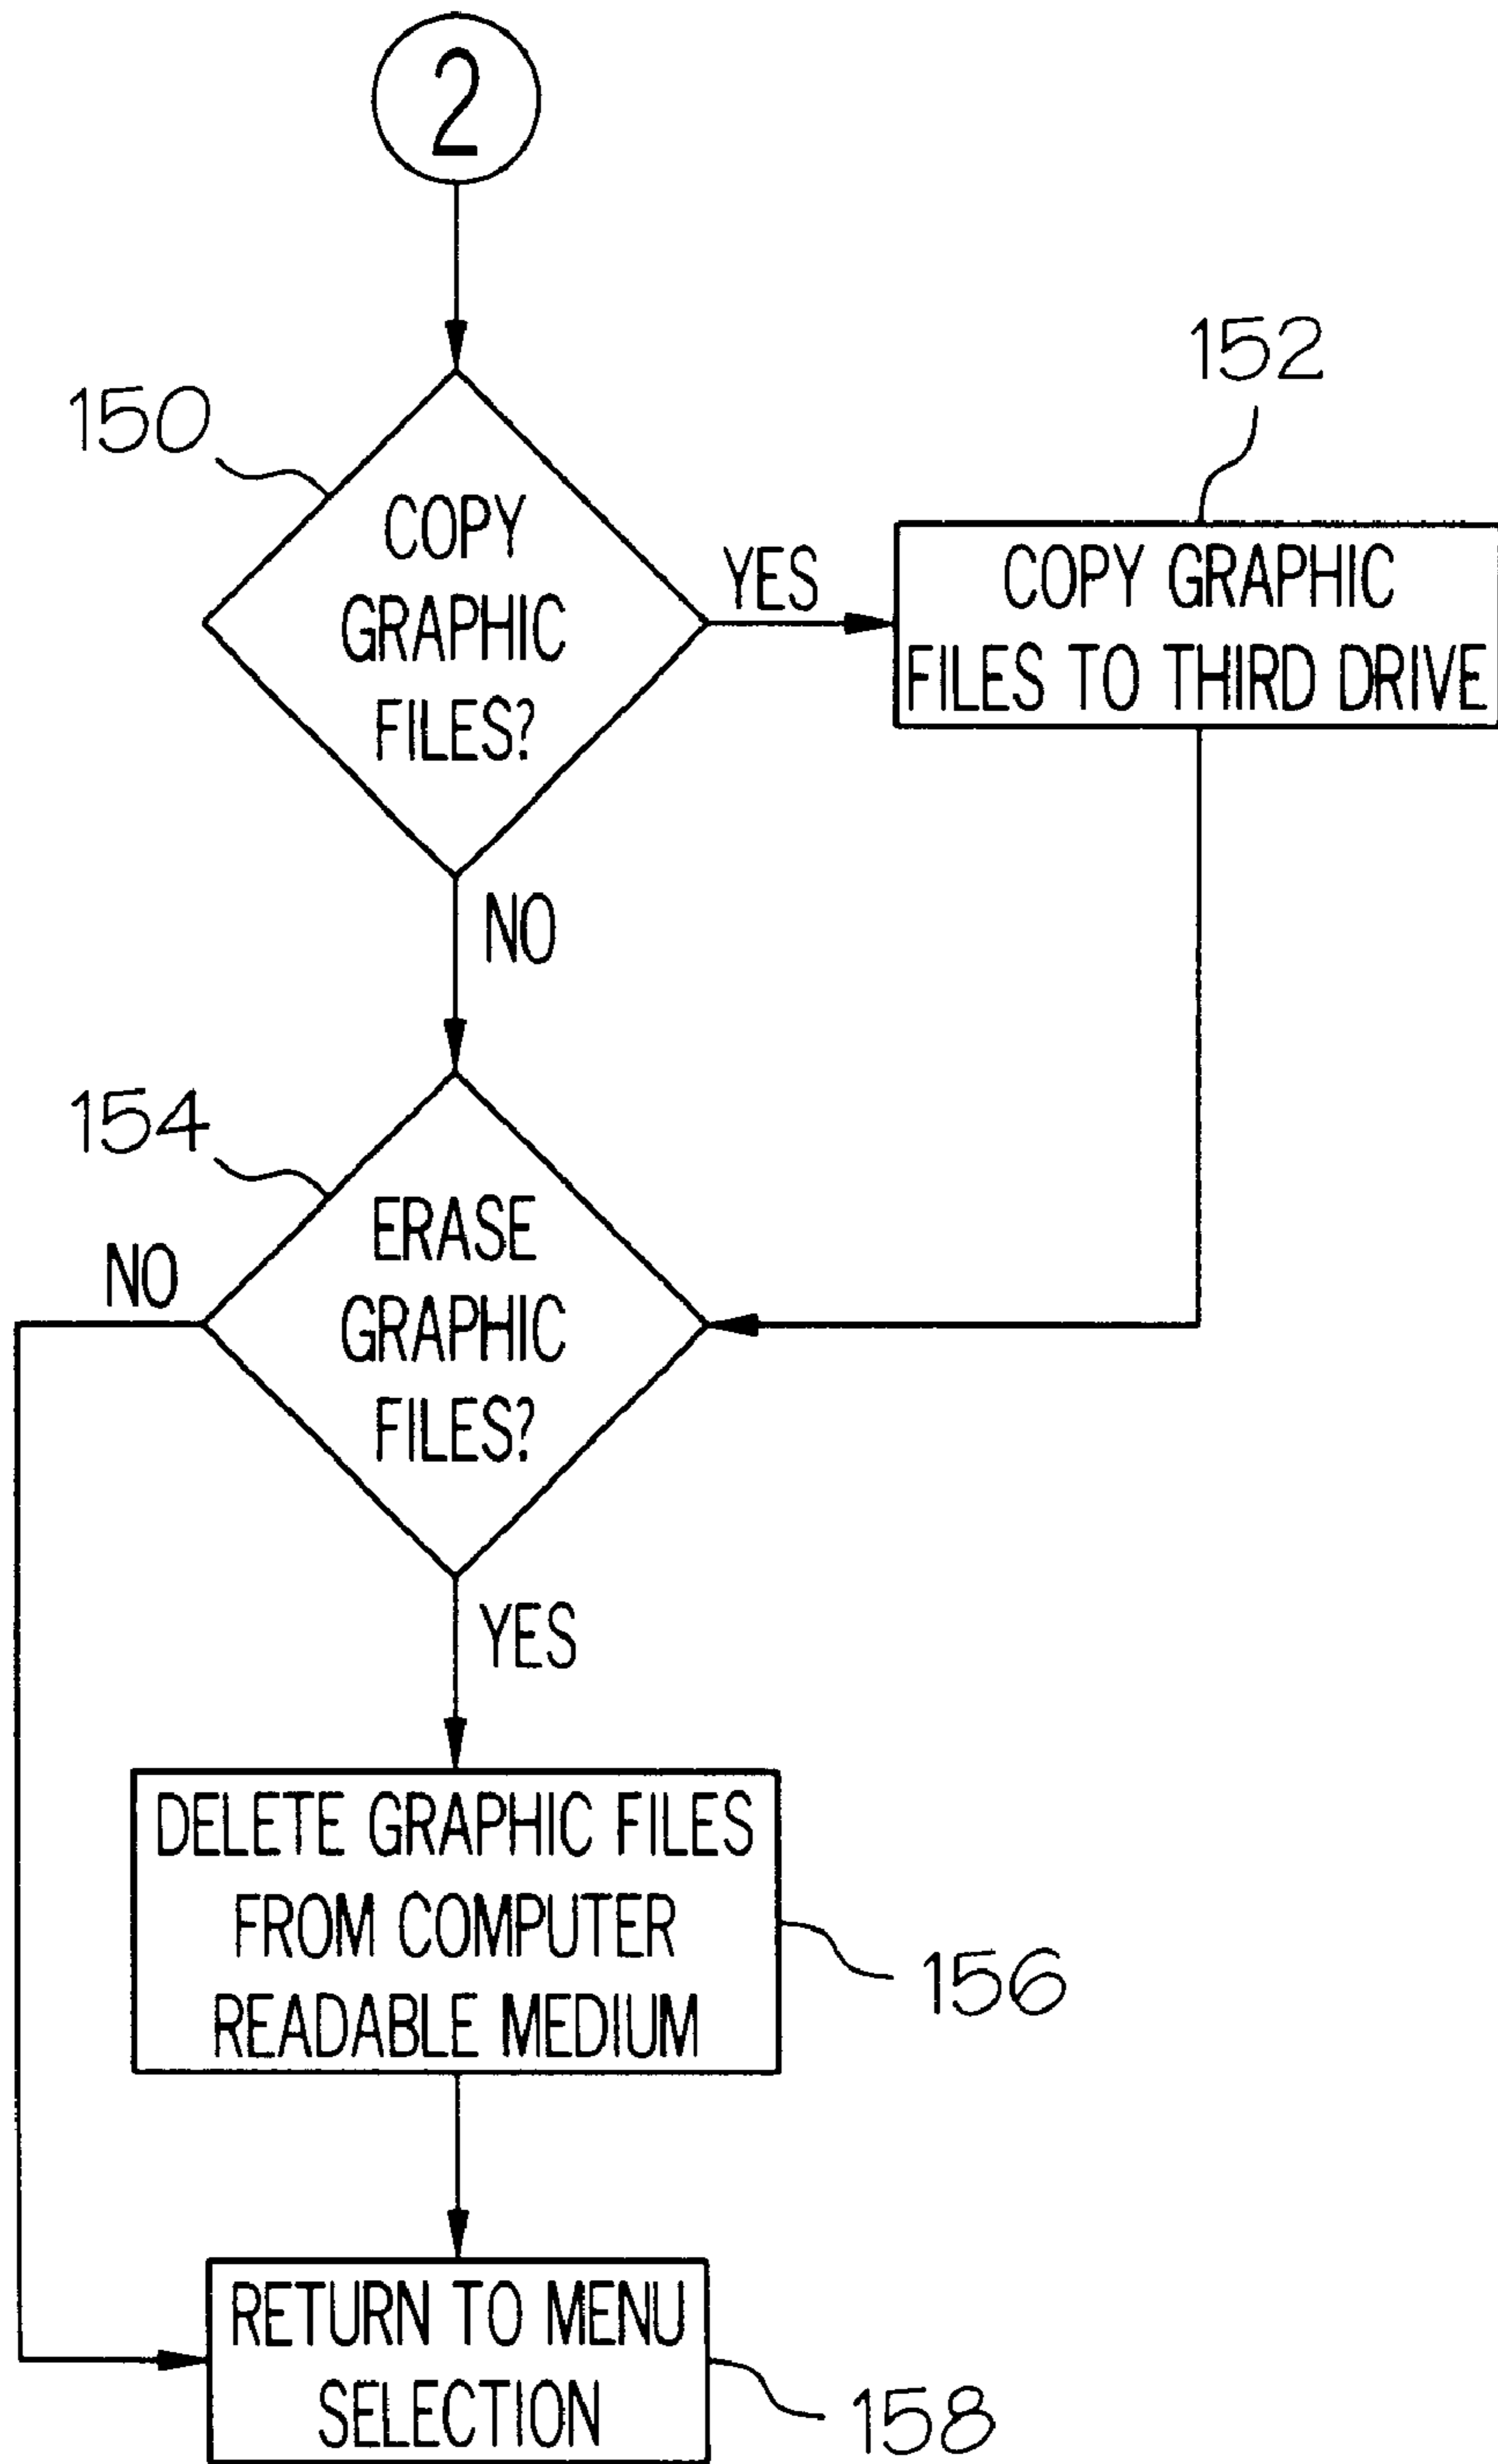 2
150
COPY
GRAPHIC
FILES?
YES
152
COPY GRAPHIC
FILES TO THIRD DRIVE
NO
154
ERASE
GRAPHIC
FILES?
NO
YES
DELETE GRAPHIC FILES
FROM COMPUTER
READABLE MEDIUM
156
RETURN TO MENU
SELECTION
158